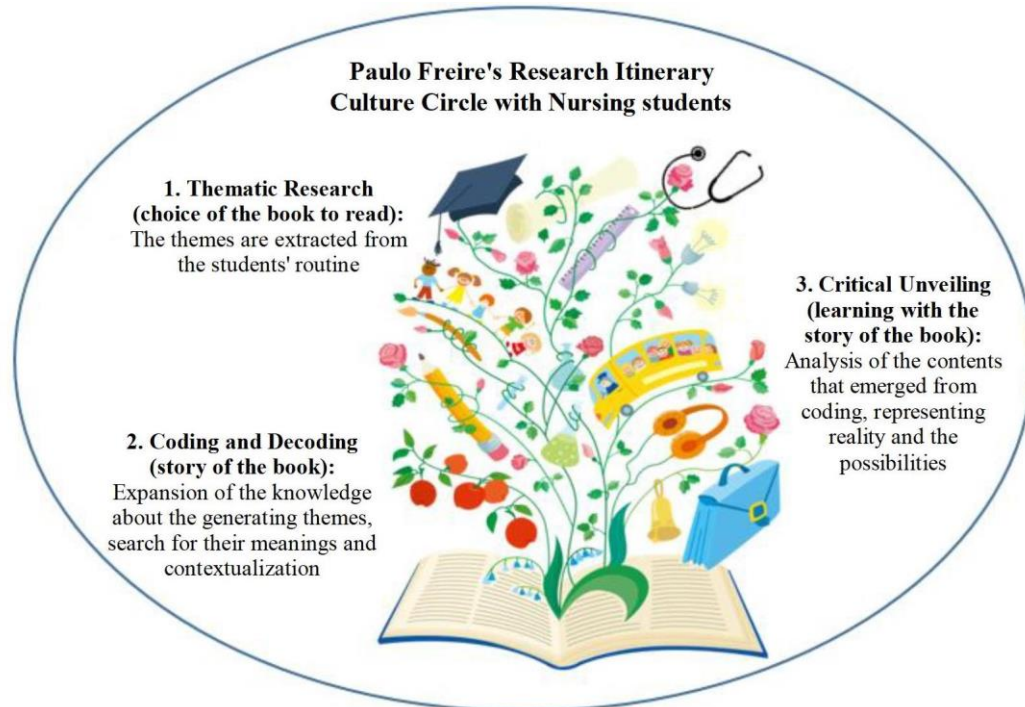 Paulo Freire's Research Itinerary
Culture Circle with Nursing students
1. Thematic Research
(choice of the book to read):
The themes are extracted from
the students' routine
2. Coding and Decoding
(story of the book):
Expansion of the knowledge
about the generating themes,
search for their meanings and
contextualization
3. Critical Unveiling
(learning with the
story of the book):
Analysis of the contents
that emerged from
coding, representing
reality and the
possibilities